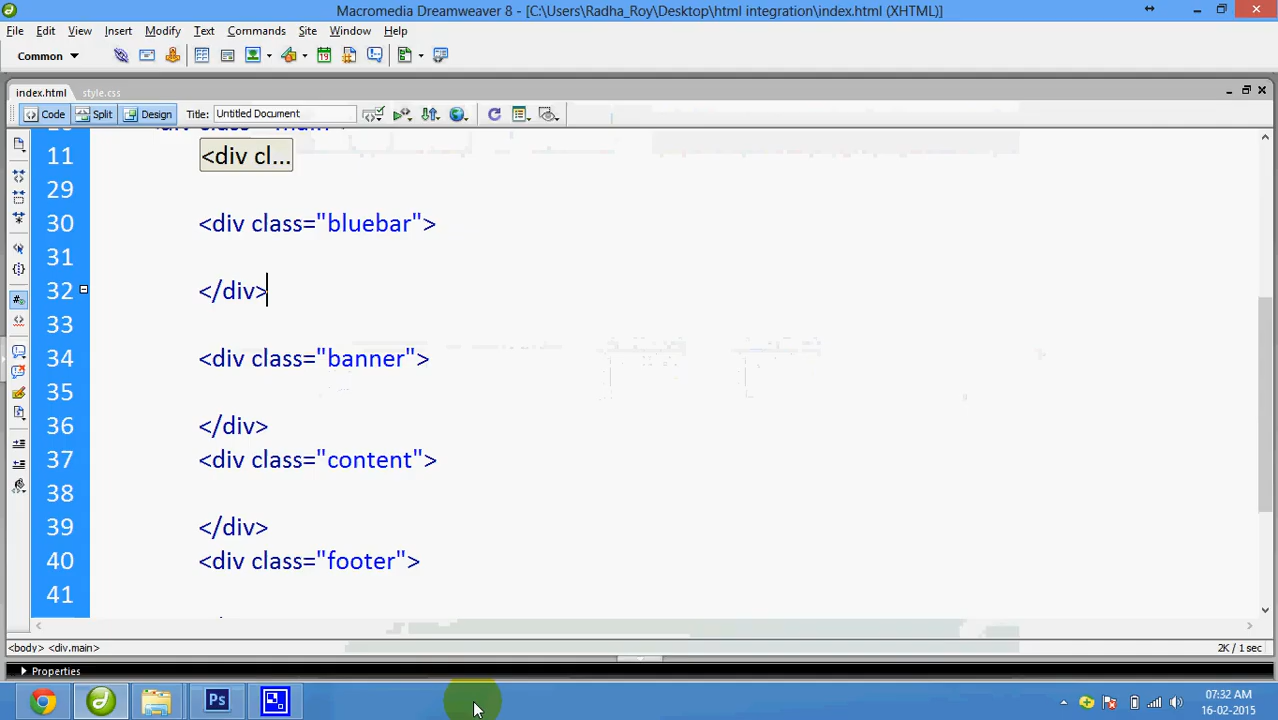 Macromedia Dreamweaver 8 - [C:\Users\Radha_Roy\Desktop\html integration\index.html (XHTML)]
File Edit View Insert Modify Text Commands Site Window Help
Common
index.html style.css
Code Split Design Title: Untitled Document
11 <div cl...
29
30 <div class="bluebar">
31
32 </div>
33
34 <div class="banner">
35
36 </div>
37 <div class="content">
38
39 </div>
40 <div class="footer">
41
<body> <div.main> 2K / 1 sec
Properties
Ps
07:32 AM
16-02-2015